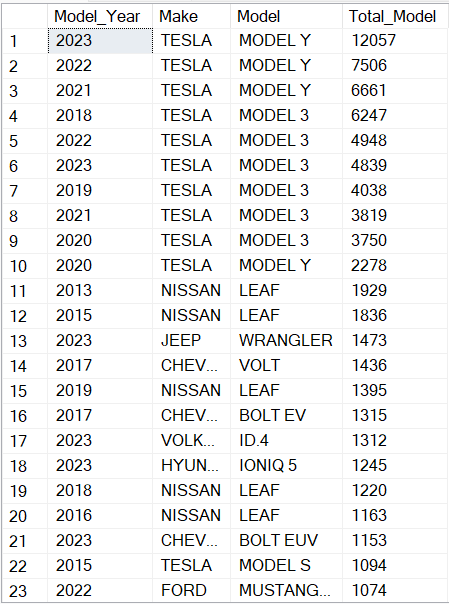 Model_Year Make Model Total_Model
1 2023 TESLA MODEL Y 12057
2 2022 TESLA MODEL Y 7506
3 2021 TESLA MODEL Y 6661
4 2018 TESLA MODEL 3 6247
5 2022 TESLA MODEL 3 4948
6 2023 TESLA MODEL 3 4839
7 2019 TESLA MODEL 3 4038
8 2021 TESLA MODEL 3 3819
9 2020 TESLA MODEL 3 3750
10 2020 TESLA MODEL Y 2278
11 2013 NISSAN LEAF 1929
12 2015 NISSAN LEAF 1836
13 2023 JEEP WRANGLER 1473
14 2017 CHEV... VOLT 1436
15 2019 NISSAN LEAF 1395
16 2017 CHEV... BOLT EV 1315
17 2023 VOLK... ID.4 1312
18 2023 HYUN... IONIQ 5 1245
19 2018 NISSAN LEAF 1220
20 2016 NISSAN LEAF 1163
21 2023 CHEV... BOLT EUV 1153
22 2015 TESLA MODEL S 1094
23 2022 FORD MUSTANG... 1074